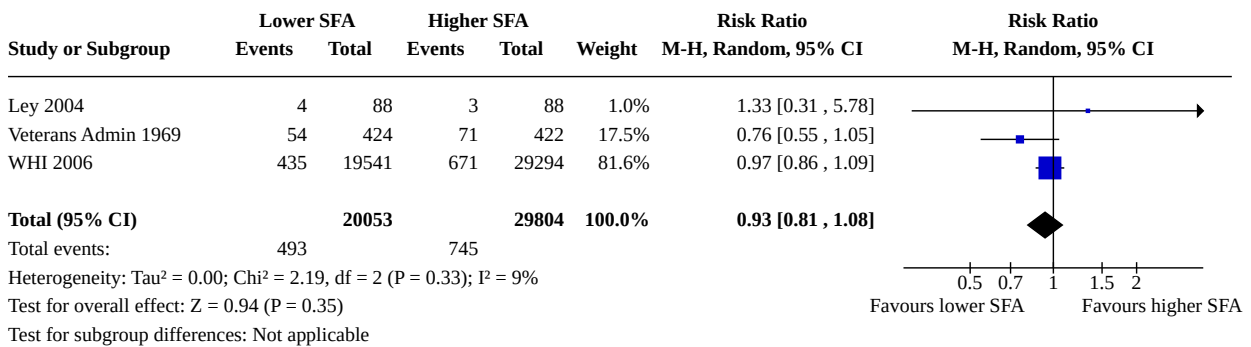 Lower SFA Higher SFA Risk Ratio Risk Ratio
Study or Subgroup Events Total Events Total Weight M-H, Random, 95% CI M-H, Random, 95% CI
Ley 2004 4 88 3 88 1.0% 1.33 [0.31 , 5.78]
Veterans Admin 1969 54 424 71 422 17.5% 0.76 [0.55 , 1.05]
WHI 2006 435 19541 671 29294 81.6% 0.97 [0.86 , 1.09]
Total (95% CI) 20053 29804 100.0% 0.93 [0.81 , 1.08]
Total events: 493 745
Heterogeneity: Tau² = 0.00; Chi² = 2.19, df = 2 (P = 0.33); I² = 9%
0.5 0.7 1 1.5 2
Test for overall effect: Z = 0.94 (P = 0.35) Favours lower SFA Favours higher SFA
Test for subgroup differences: Not applicable